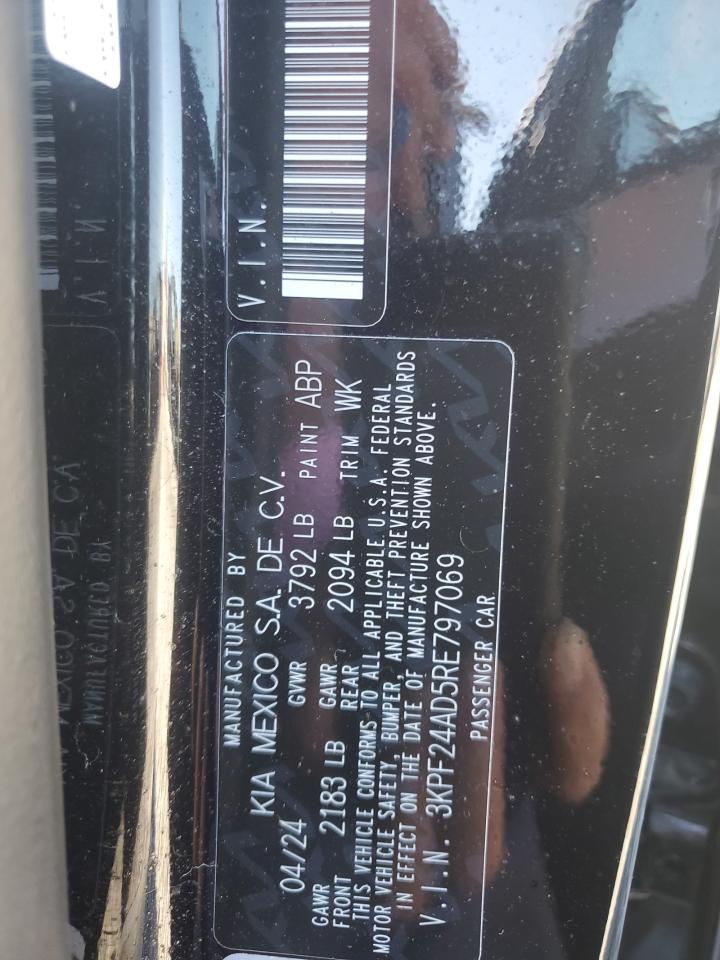 V.I.N.
MANUFACTURED BY
KIA MEXICO S.A. DE C.V.
04/24 GVWR 3792 LB PAINT ABP
GAWR FRONT 2183 LB GAWR REAR 2094 LB TRIM WK
THIS VEHICLE CONFORMS TO ALL APPLICABLE U.S.A. FEDERAL
MOTOR VEHICLE SAFETY, BUMPER, AND THEFT PREVENTION STANDARDS
IN EFFECT ON THE DATE OF MANUFACTURE SHOWN ABOVE.
V.I.N. 3KPF24AD5RE797069
PASSENGER CAR